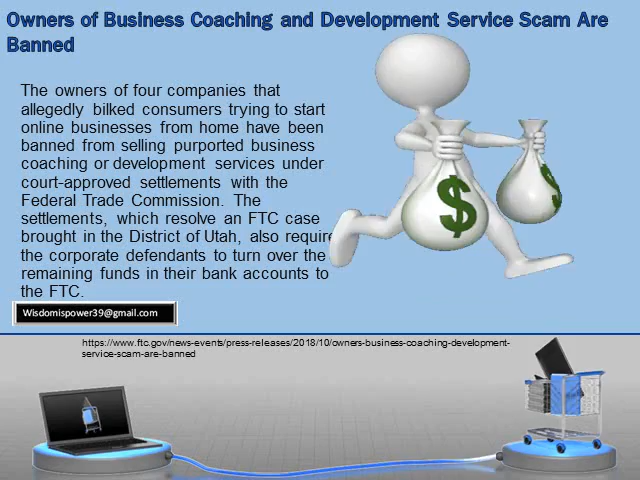 Owners of Business Coaching and Development Service Scam Are
Banned
The owners of four companies that
allegedly bilked consumers trying to start
online businesses from home have been
banned from selling purported business
coaching or development services under
court-approved settlements with the
Federal Trade Commission. The
settlements, which resolve an FTC case
brought in the District of Utah, also require
the corporate defendants to turn over the
remaining funds in their bank accounts to
the FTC.
Wisdomispower39@gmail.com
https://www.ftc.gov/news-events/press-releases/2018/10/owners-business-coaching-development-
service-scam-are-banned
$
$